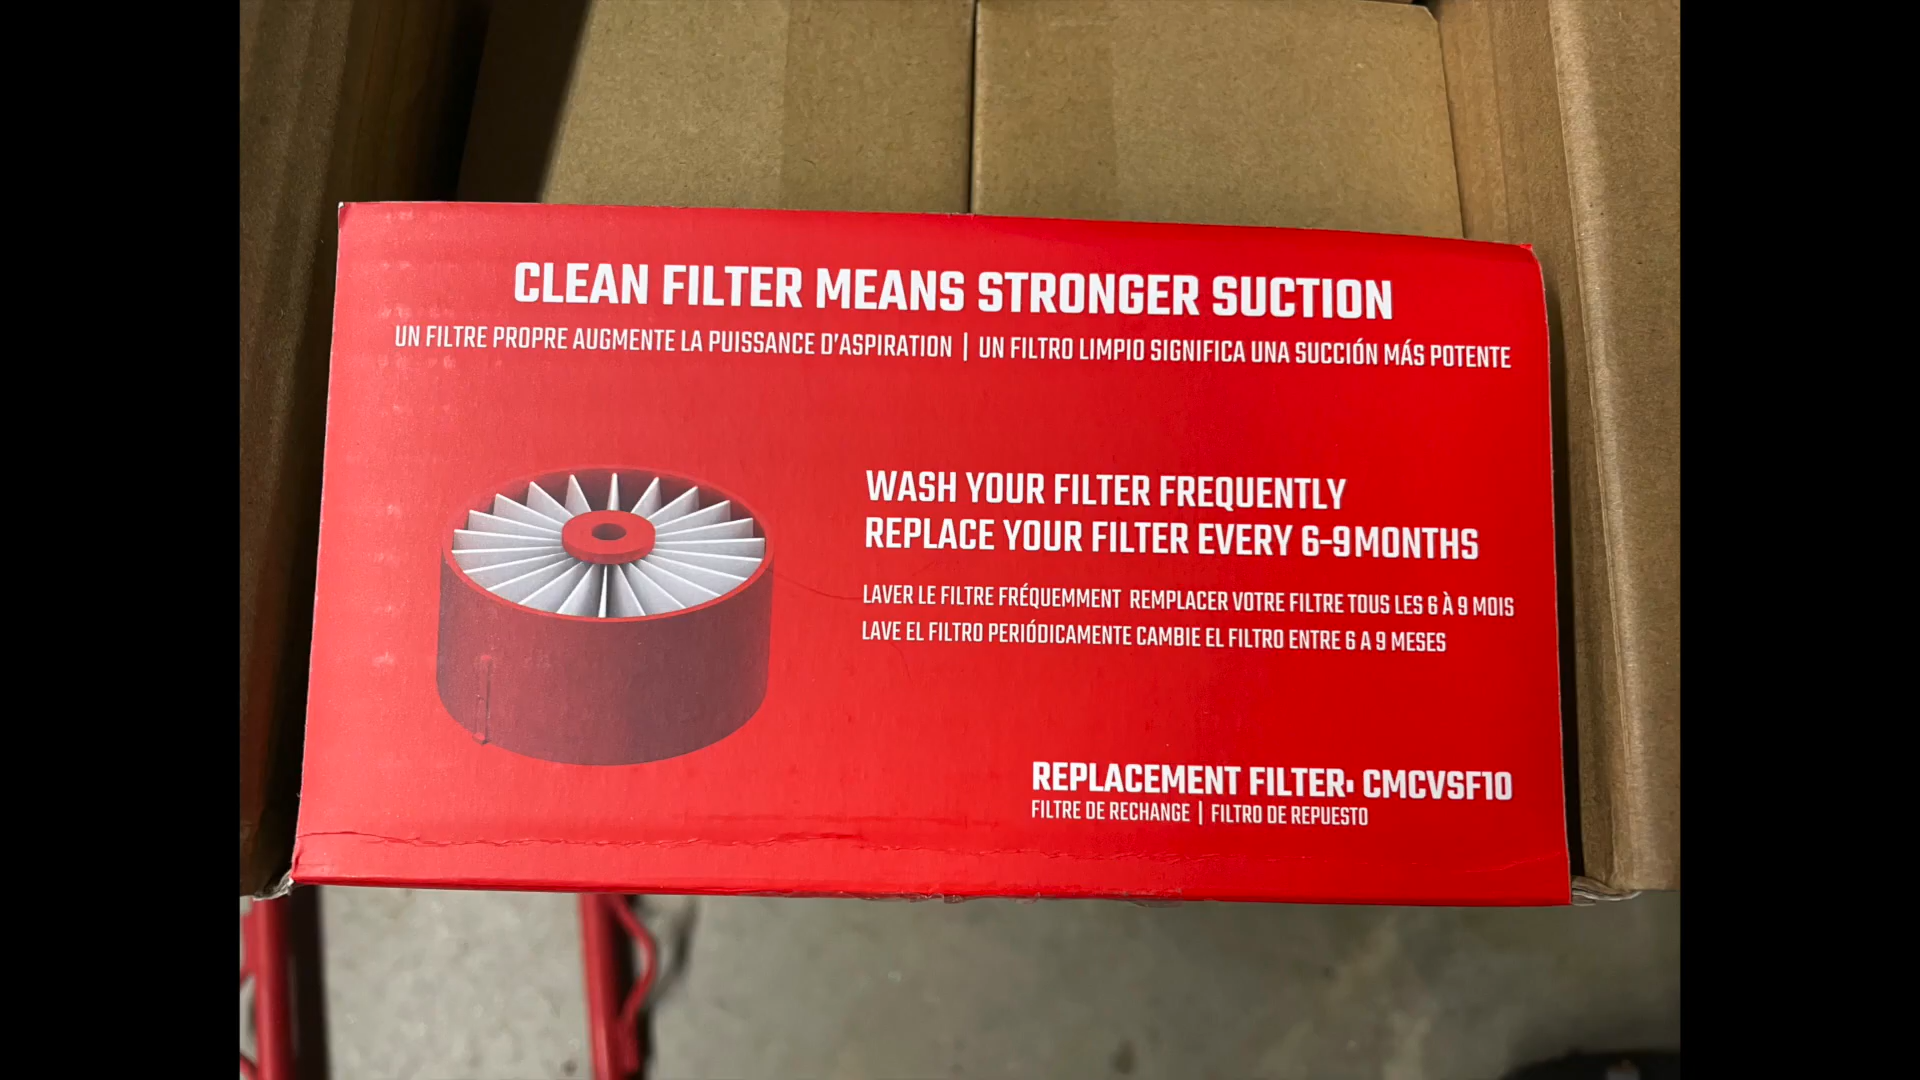 CLEAN FILTER MEANS STRONGER SUCTION
UN FILTRE PROPRE AUGMENTE LA PUISSANCE D'ASPIRATION | UN FILTRO LIMPIO SIGNIFICA UNA SUCCIÓN MÁS POTENTE
WASH YOUR FILTER FREQUENTLY
REPLACE YOUR FILTER EVERY 6-9MONTHS
LAVER LE FILTRE FRÉQUEMMENT REMPLACER VOTRE FILTRE TOUS LES 6 À 9 MOIS
LAVE EL FILTRO PERIÓDICAMENTE CAMBIE EL FILTRO ENTRE 6 A 9 MESES
REPLACEMENT FILTER: CMCVSF10
FILTRE DE RECHANGE | FILTRO DE REPUESTO